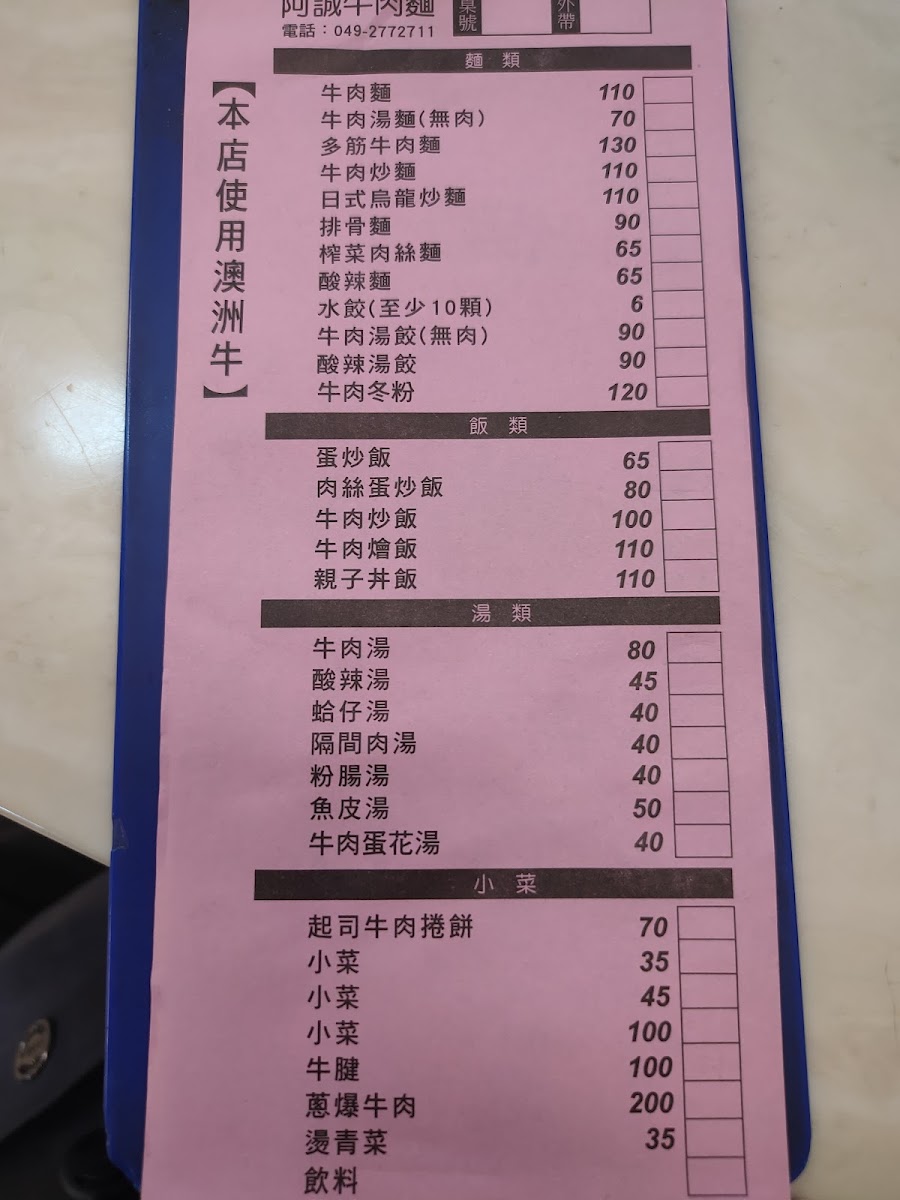 阿誠牛肉麵
電話：049-2772711
桌號
外帶
【本店使用澳洲牛】
麵類
牛肉麵 110
牛肉湯麵(無肉) 70
多筋牛肉麵 130
牛肉炒麵 110
日式烏龍炒麵 110
排骨麵 90
榨菜肉絲麵 65
酸辣麵 65
水餃(至少10顆) 6
牛肉湯餃(無肉) 90
酸辣湯餃 90
牛肉冬粉 120
飯類
蛋炒飯 65
肉絲蛋炒飯 80
牛肉炒飯 100
牛肉燴飯 110
親子丼飯 110
湯類
牛肉湯 80
酸辣湯 45
蛤仔湯 40
隔間肉湯 40
粉腸湯 40
魚皮湯 50
牛肉蛋花湯 40
小菜
起司牛肉捲餅 70
小菜 35
小菜 45
小菜 100
牛腱 100
蔥爆牛肉 200
燙青菜 35
飲料